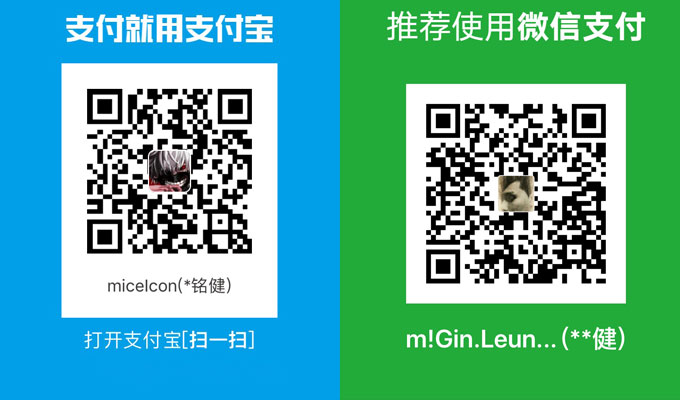 支付就用支付宝
miceIcon(*铭健)
打开支付宝[扫一扫]
推荐使用微信支付
m!Gin.Leun...(**健)